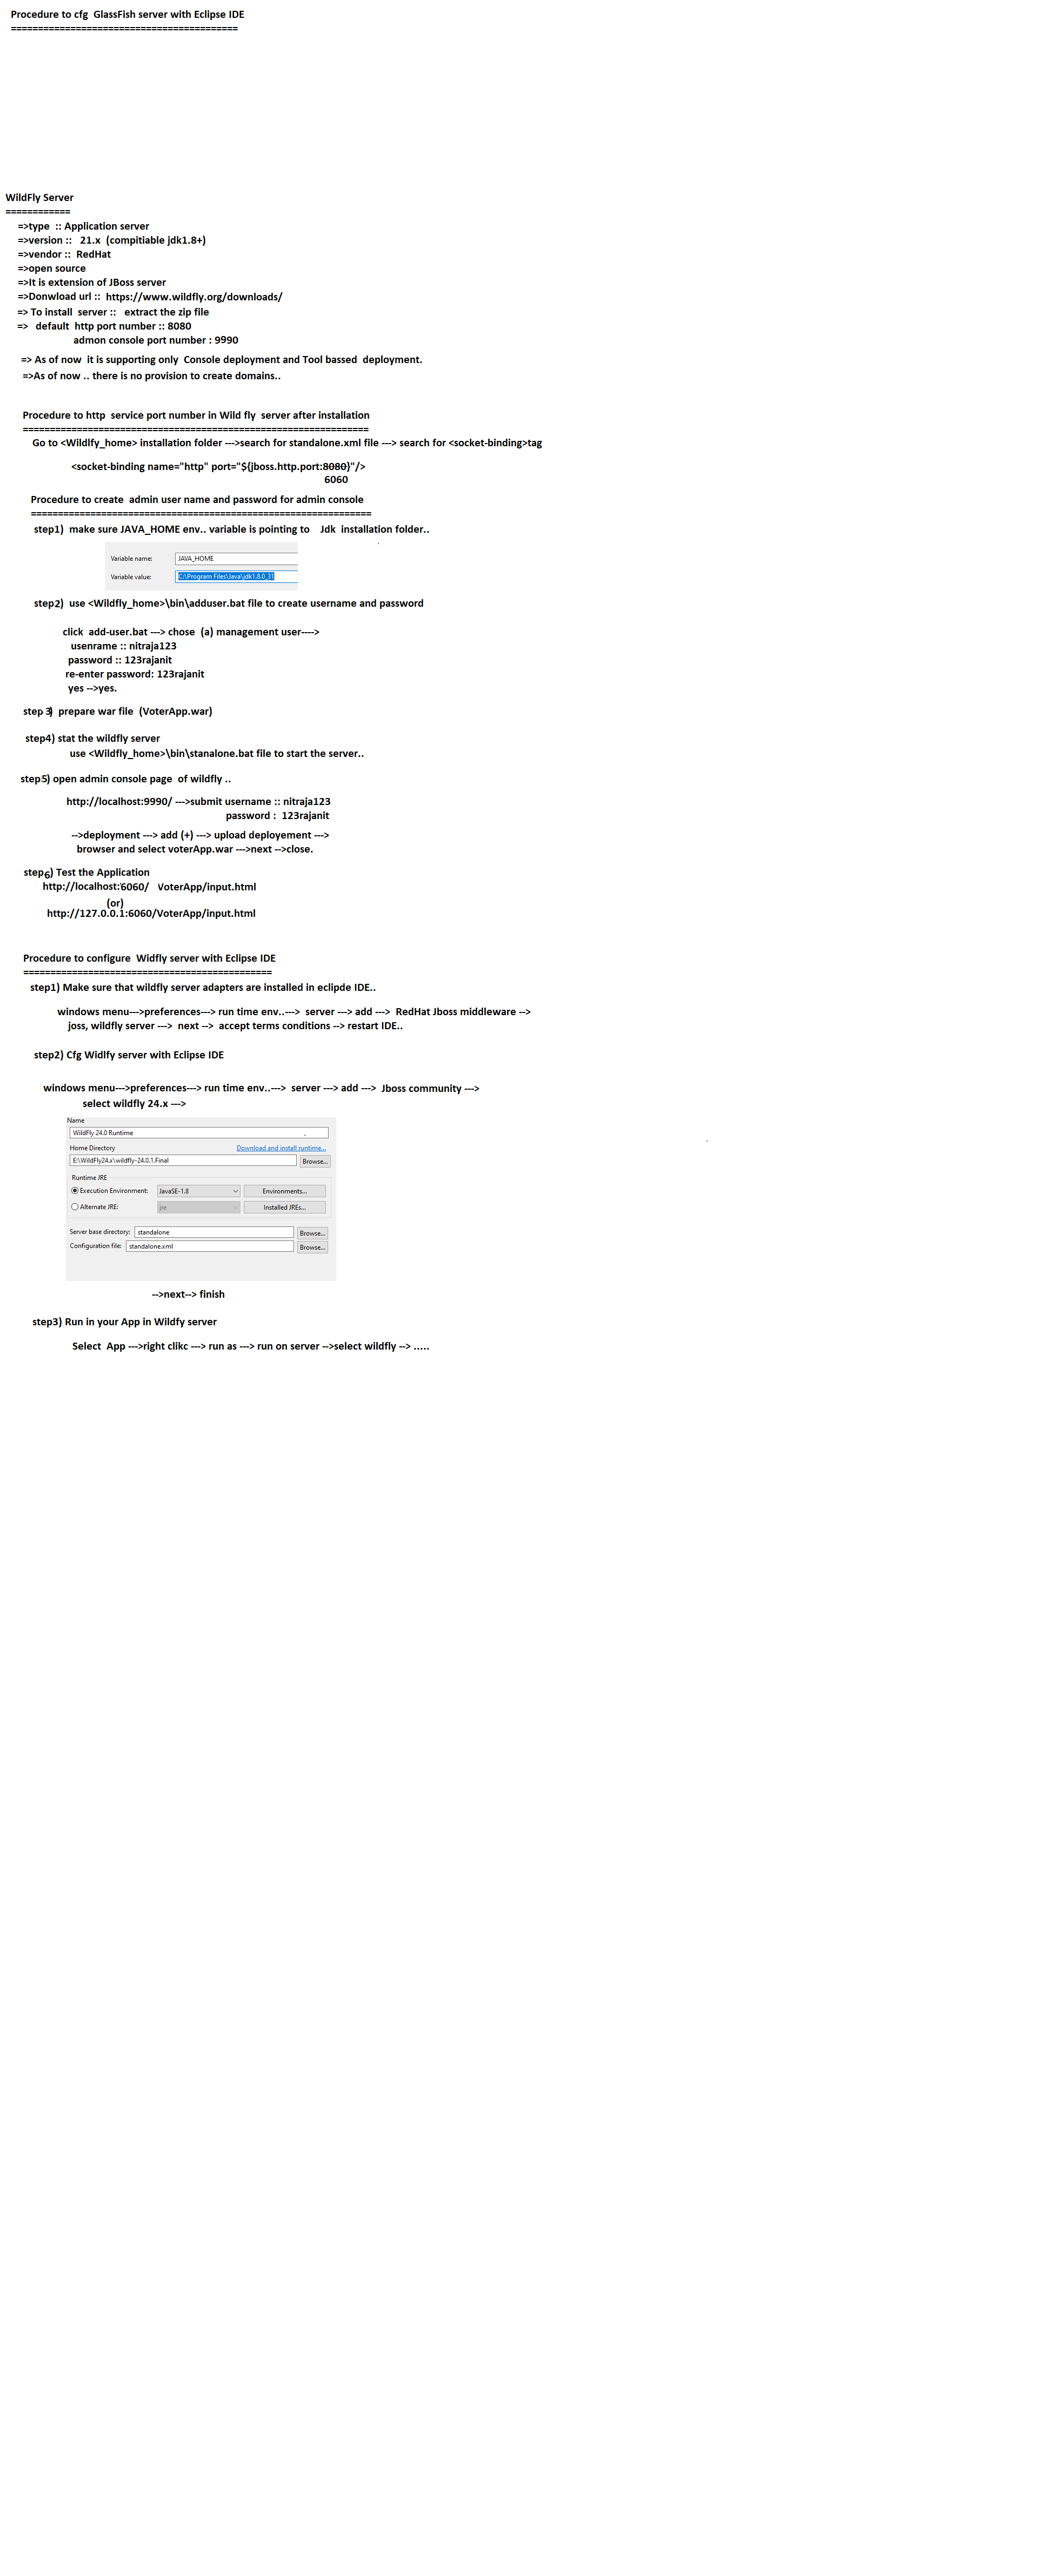 Procedure to cfg  GlassFish server with Eclipse IDE
==========================================
WildFly Server
============
=>type  :: Application server
=>version ::   21.x  (compitiable jdk1.8+)
=>vendor ::  RedHat
=>open source
=>It is extension of JBoss server
=>Donwload url ::  https://www.wildfly.org/downloads/
=> To install  server ::   extract the zip file
=>   default  http port number :: 8080
admon console port number : 9990
=> As of now  it is supporting only  Console deployment and Tool bassed  deployment.
=>As of now .. there is no provision to create domains..
Procedure to http  service port number in Wild fly  server after installation
================================================================
Go to <Wildlfy_home> installation folder --->search for standalone.xml file ---> search for <socket-binding>tag
<socket-binding name="http" port="${jboss.http.port:8080}"/>
6060
Procedure to create  admin user name and password for admin console
===============================================================
step1)  make sure JAVA_HOME env.. variable is pointing to    Jdk  installation folder..
Variable name: JAVA_HOME
Variable value: C:\Program Files\Java\jdk1.8.0_31
step2)  use <Wildfly_home>\bin\adduser.bat file to create username and password
click  add-user.bat ---> chose  (a) management user---->
usenrame :: nitraja123
password :: 123rajanit
re-enter password: 123rajanit
yes -->yes.
step 3)  prepare war file  (VoterApp.war)
step4) stat the wildfly server
use <Wildfly_home>\bin\stanalone.bat file to start the server..
step5) open admin console page  of wildfly ..
http://localhost:9990/ --->submit username :: nitraja123
password :  123rajanit
-->deployment ---> add (+) ---> upload deployement --->
browser and select voterApp.war --->next -->close.
step6) Test the Application
http://localhost:6060/   VoterApp/input.html
(or)
http://127.0.0.1:6060/VoterApp/input.html
Procedure to configure  Widfly server with Eclipse IDE
==============================================
step1) Make sure that wildfly server adapters are installed in eclipde IDE..
windows menu--->preferences---> run time env..--->  server ---> add --->  RedHat Jboss middleware -->
joss, wildfly server --->  next -->  accept terms conditions --> restart IDE..
step2) Cfg Widlfy server with Eclipse IDE
windows menu--->preferences---> run time env..--->  server ---> add --->  Jboss community --->
select wildfly 24.x --->
Name
WildFly 24.0 Runtime
Home Directory Download and install runtime...
E:\WildFly24.x\wildfly-24.0.1.Final Browse...
Runtime JRE
Execution Environment: JavaSE-1.8 Environments...
Alternate JRE: jre Installed JREs...
Server base directory: standalone Browse...
Configuration file: standalone.xml Browse...
-->next--> finish
step3) Run in your App in Wildfy server
Select  App --->right clikc ---> run as ---> run on server -->select wildfly --> .....